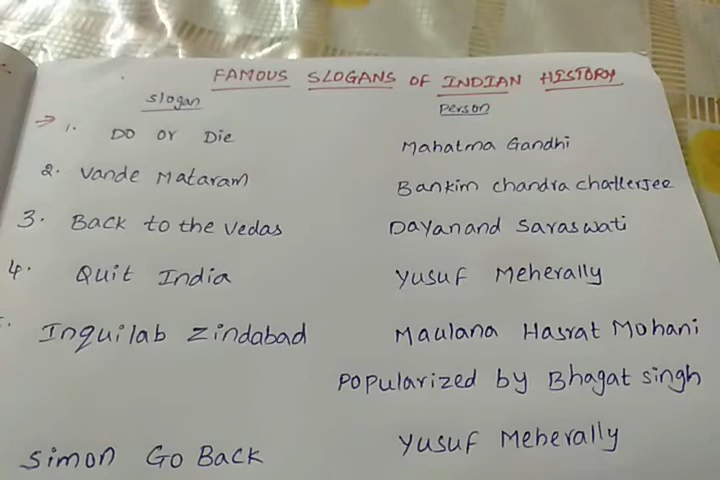 FAMOUS SLOGANS OF INDIAN HISTORY
Slogan Person
→ 1. Do or Die Mahatma Gandhi
2. Vande Mataram Bankim chandra chatterjee
3. Back to the vedas Dayanand Saraswati
4. Quit India Yusuf Meherally
Inquilab Zindabad Maulana Hasrat Mohani
Popularized by Bhagat Singh
Simon Go Back Yusuf Meherally